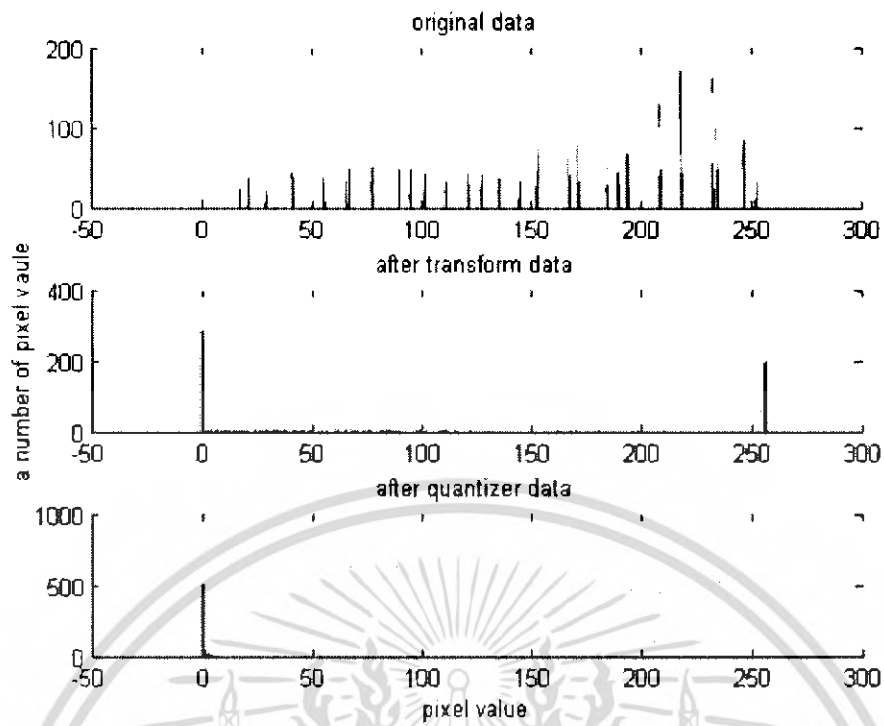 original data
200
100
0
-50 0 50 100 150 200 250 300
after transform data
400
200
0
-50 0 50 100 150 200 250 300
a number of pixel vaule
after quantizer data
1000
500
0
-50 0 50 100 150 200 250 300
pixel value